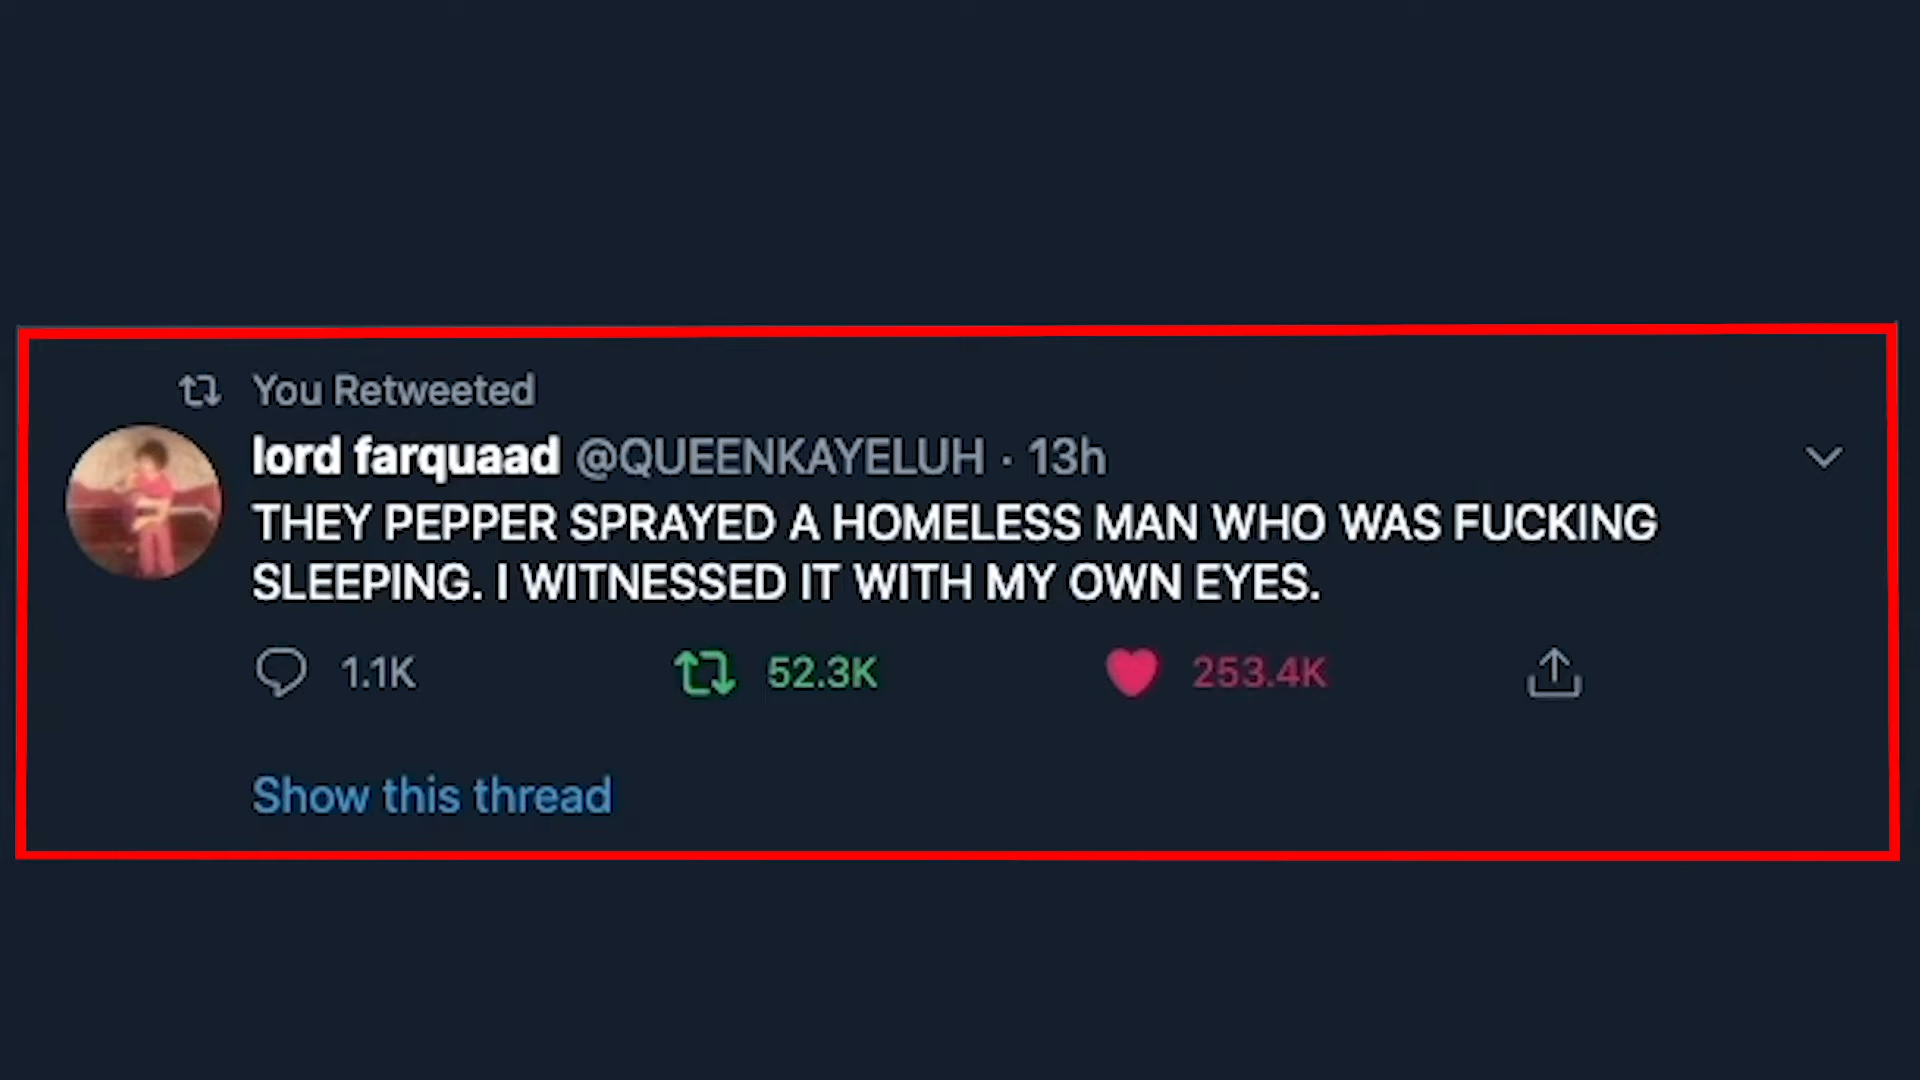 You Retweeted
lord farquaad @QUEENKAYELUH · 13h
THEY PEPPER SPRAYED A HOMELESS MAN WHO WAS FUCKING
SLEEPING. I WITNESSED IT WITH MY OWN EYES.
1.1K 52.3K 253.4K
Show this thread